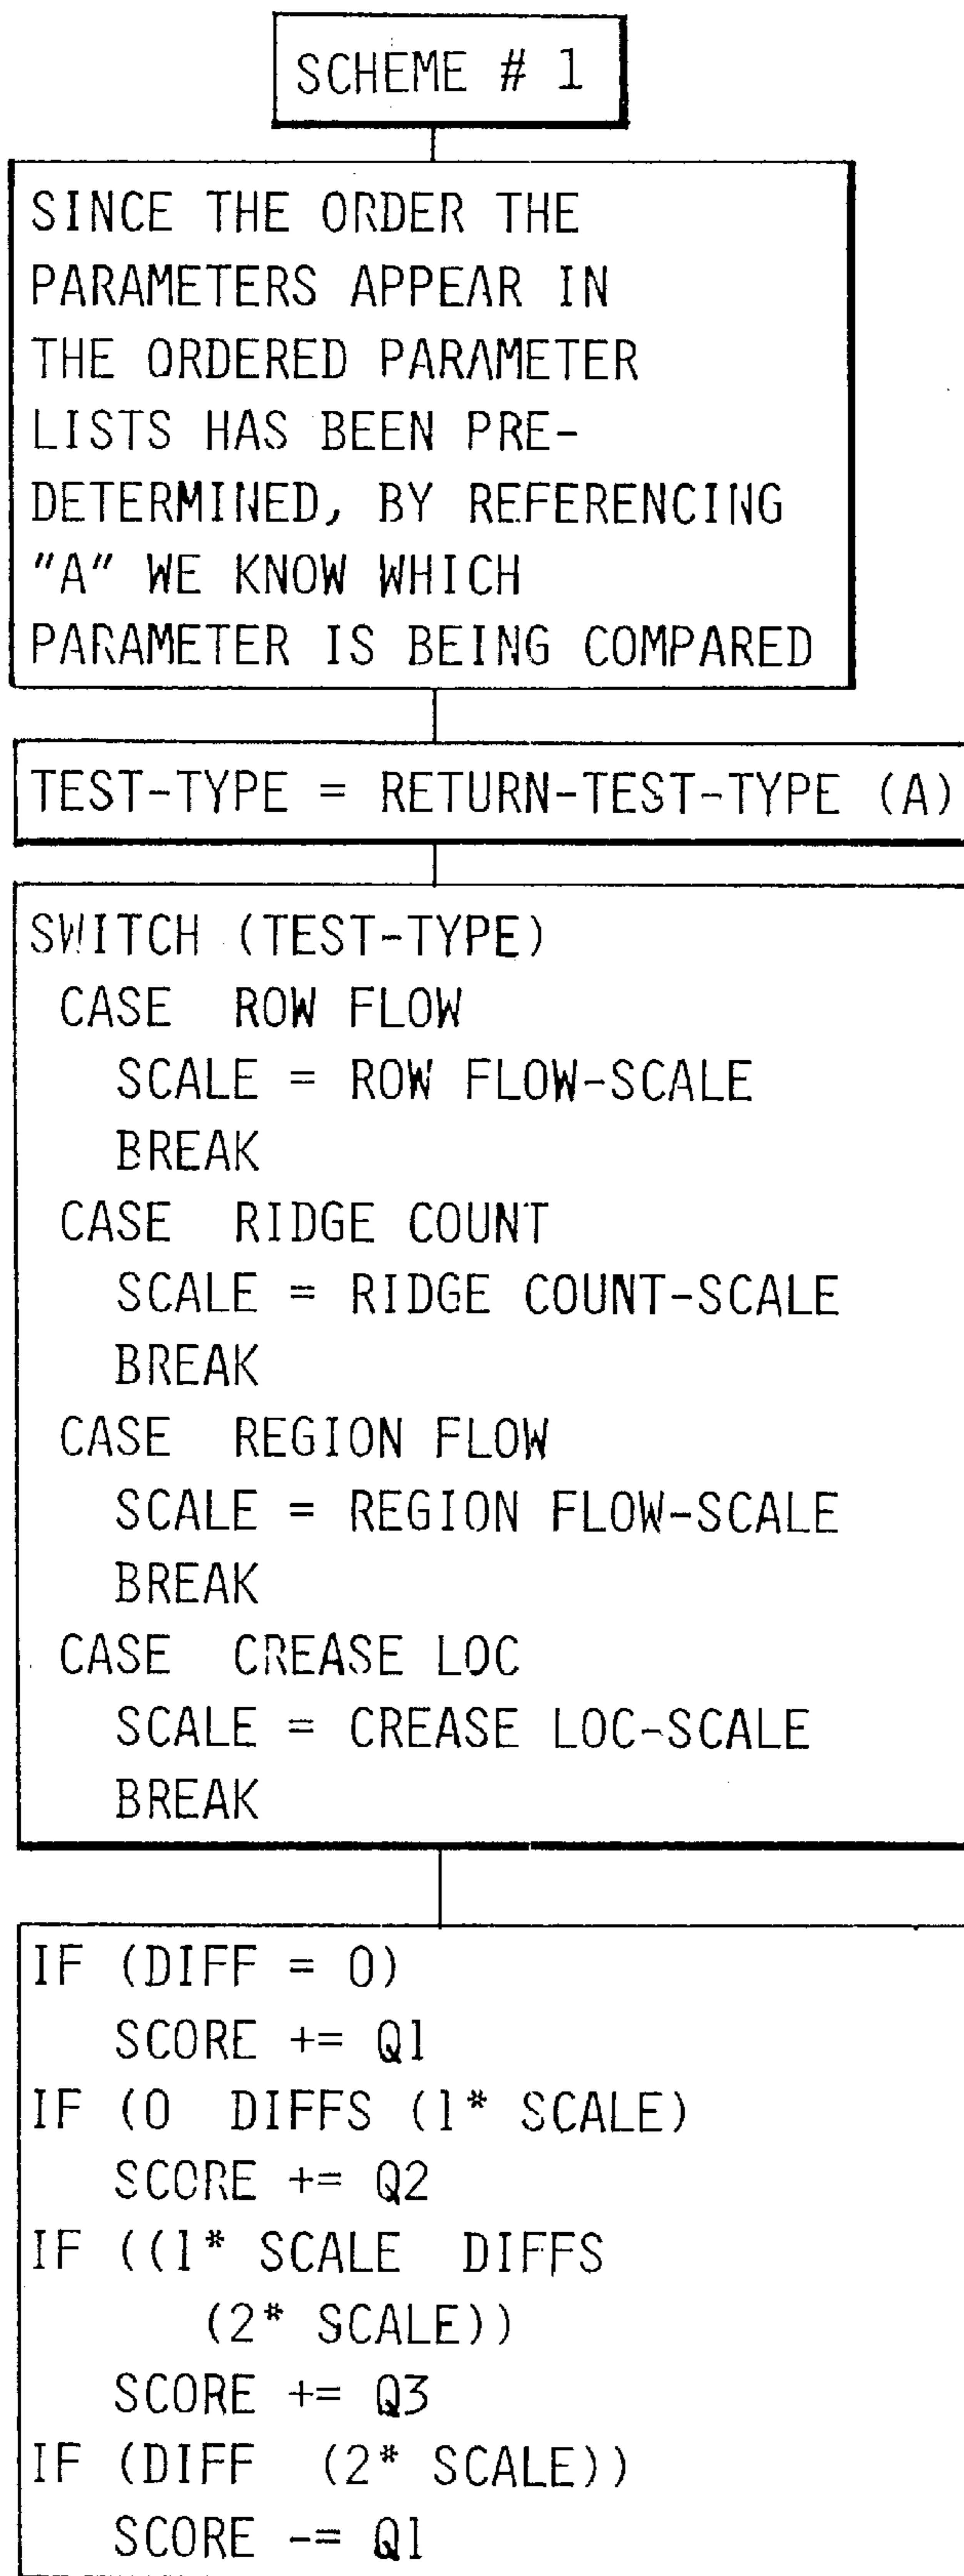 SCHEME # 1
SINCE THE ORDER THE
PARAMETERS APPEAR IN
THE ORDERED PARAMETER
LISTS HAS BEEN PRE-
DETERMINED, BY REFERENCING
"A" WE KNOW WHICH
PARAMETER IS BEING COMPARED
TEST-TYPE = RETURN-TEST-TYPE (A)
SWITCH (TEST-TYPE)
CASE ROW FLOW
SCALE = ROW FLOW-SCALE
BREAK
CASE RIDGE COUNT
SCALE = RIDGE COUNT-SCALE
BREAK
CASE REGION FLOW
SCALE = REGION FLOW-SCALE
BREAK
CASE CREASE LOC
SCALE = CREASE LOC-SCALE
BREAK
IF (DIFF = 0)
SCORE += Q1
IF (0 DIFFS (1* SCALE)
SCORE += Q2
IF ((1* SCALE DIFFS
(2* SCALE))
SCORE += Q3
IF (DIFF (2* SCALE))
SCORE -= Q1